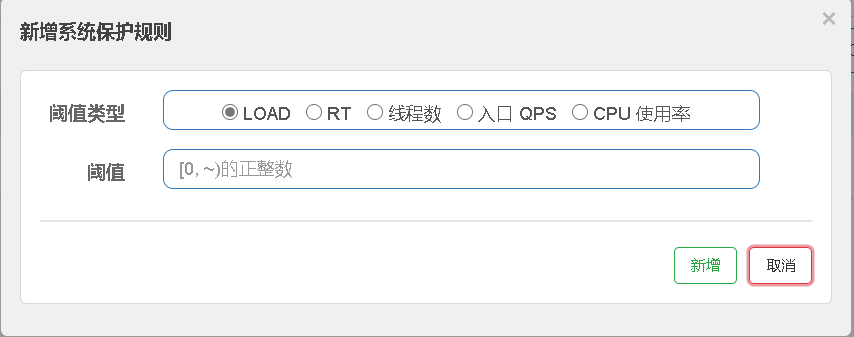 新增系统保护规则
×
阈值类型 LOAD RT 线程数 入口 QPS CPU 使用率
阈值 [0, ~)的正整数
新增 取消